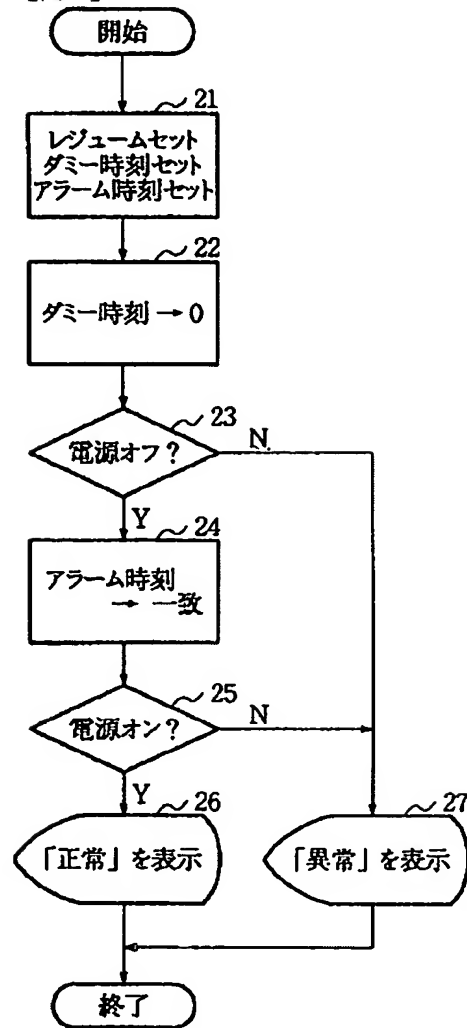 開始
21
レジュームセット
ダミー時刻セット
アラーム時刻セット
22
ダミー時刻 → 0
23
電源オフ?
N
Y
24
アラーム時刻
→ 一致
25
電源オン?
N
Y
26
「正常」を表示
27
「異常」を表示
終了